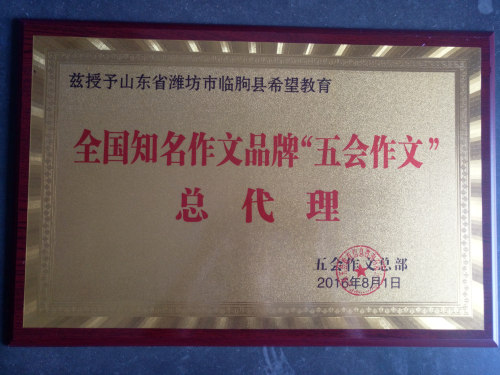 兹授予山东省潍坊市临朐县希望教育
全国知名作文品牌“五会作文”
总代理
五会作文总部
2016年8月1日